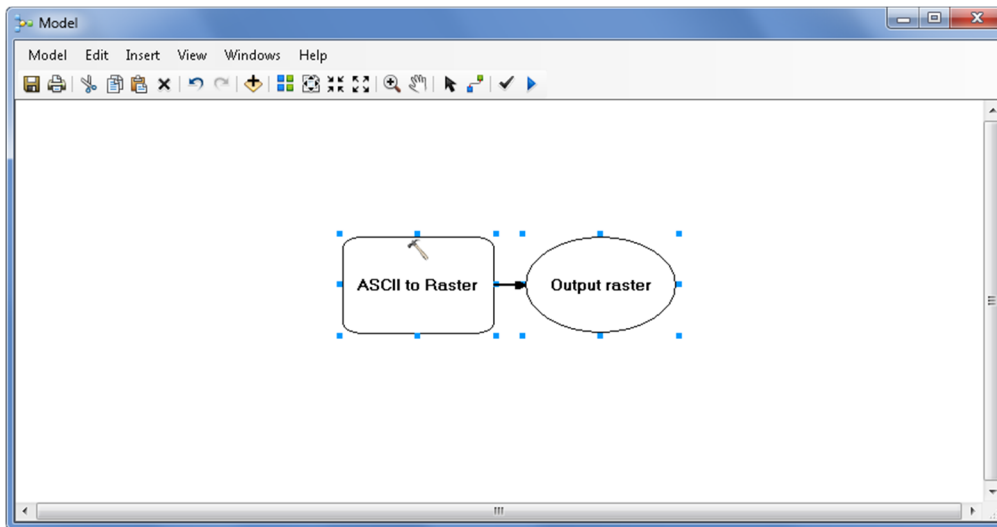 Model
Model Edit Insert View Windows Help
ASCII to Raster Output raster